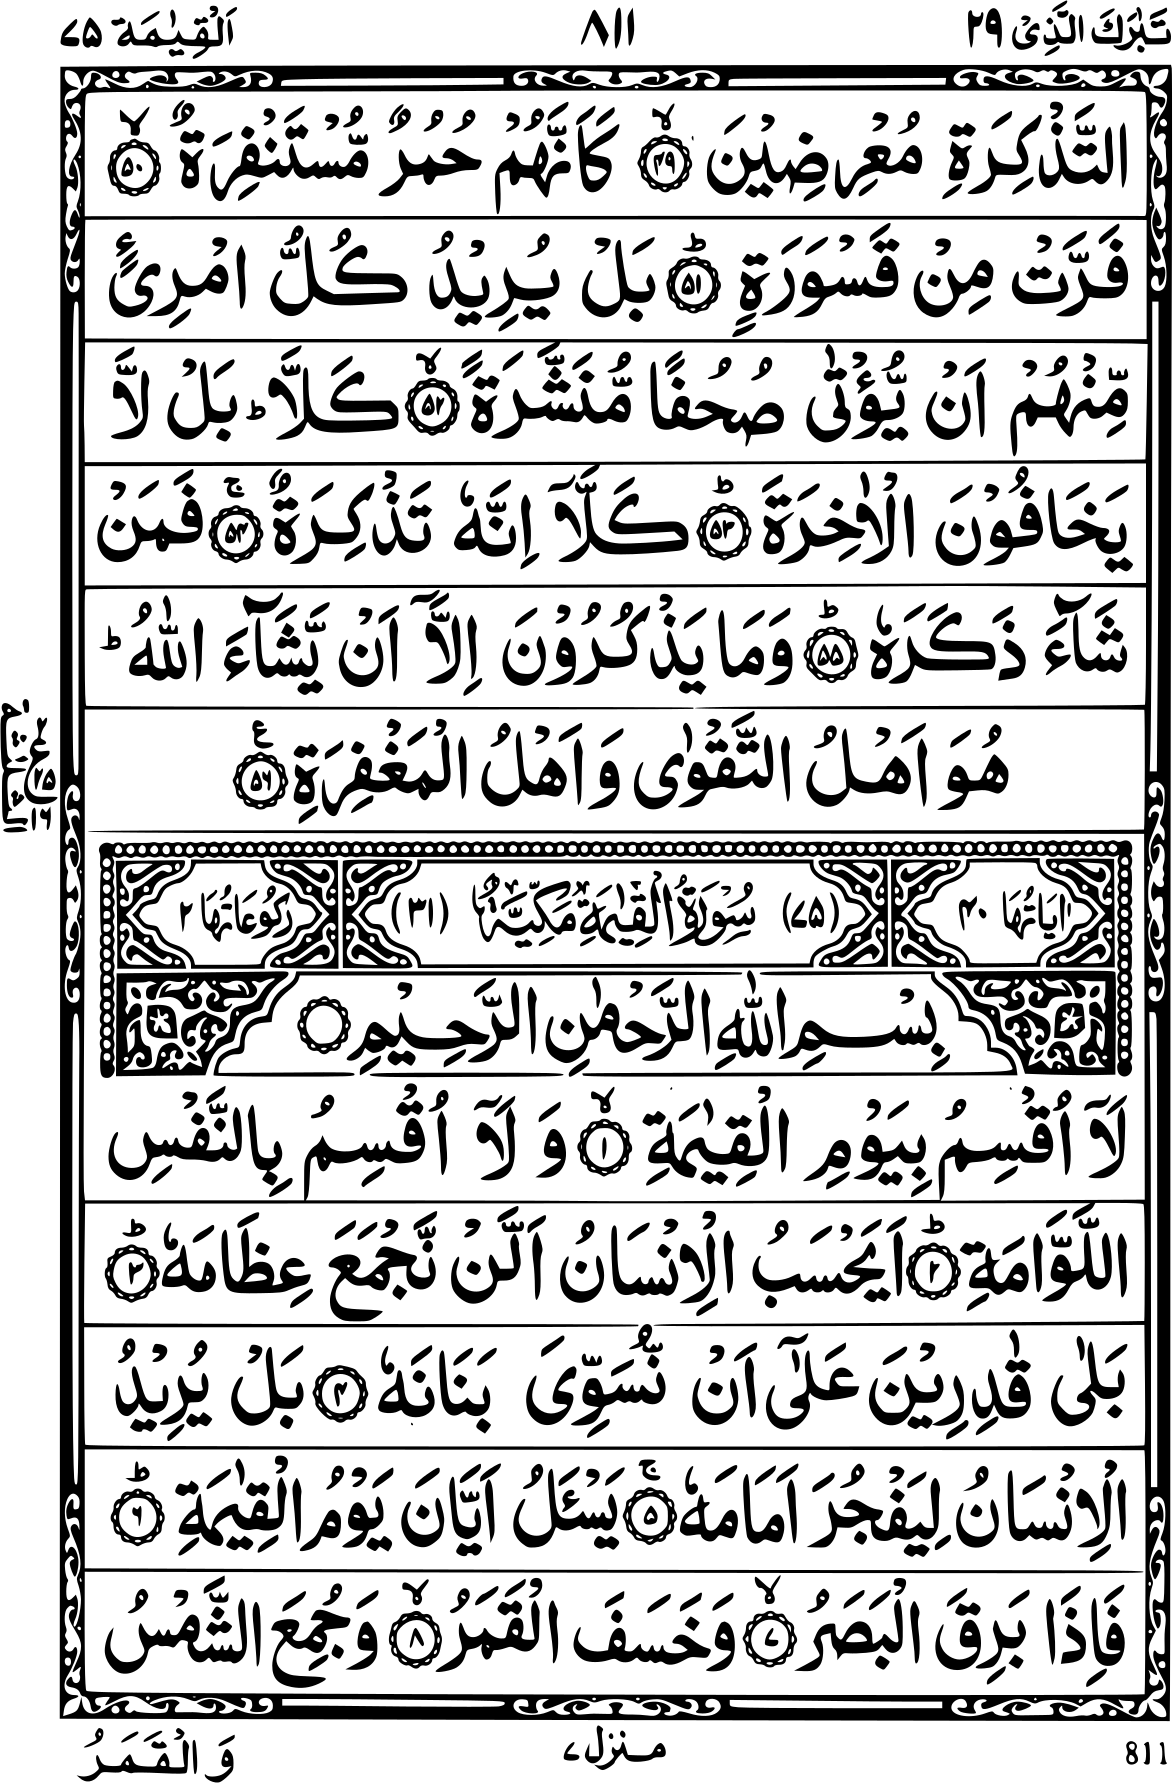 تَبٰرَكَ الَّذِیْ ۲۹ ۸۱۱ اَلْقِیٰمَة ۷۵
التَّذْكِرَةِ مُعْرِضِیْنَ ۙ﴿۴۹﴾ كَاَنَّهُمْ حُمُرٌ مُّسْتَنْفِرَةٌ ۙ﴿۵۰﴾
فَرَّتْ مِنْ قَسْوَرَةٍ ؕ﴿۵۱﴾ بَلْ یُرِیْدُ كُلُّ امْرِئٍ
مِّنْهُمْ اَنْ یُّؤْتٰی صُحُفًا مُّنَشَّرَةً ۙ﴿۵۲﴾ كَلَّا ؕ بَلْ لَّا
یَخَافُوْنَ الْاٰخِرَةَ ؕ﴿۵۳﴾ كَلَّاۤ اِنَّهٗ تَذْكِرَةٌ ۚ﴿۵۴﴾ فَمَنْ
شَآءَ ذَكَرَهٗ ؕ﴿۵۵﴾ وَمَا یَذْكُرُوْنَ اِلَّاۤ اَنْ یَّشَآءَ اللّٰهُ ؕ
هُوَ اَهْلُ التَّقْوٰی وَ اَهْلُ الْمَغْفِرَةِ ﴿۵۶﴾ ع
اٰیَاتُهَا ۴۰ (۷۵) سُوْرَةُ الْقِیٰمَةِ مَكِّیَّةٌ (۳۱) رُكُوْعَاتُهَا ۲
بِسْمِ اللّٰهِ الرَّحْمٰنِ الرَّحِیْمِ
لَاۤ اُقْسِمُ بِیَوْمِ الْقِیٰمَةِ ۙ﴿۱﴾ وَ لَاۤ اُقْسِمُ بِالنَّفْسِ
اللَّوَّامَةِ ؕ﴿۲﴾ اَیَحْسَبُ الْاِنْسَانُ اَلَّنْ نَّجْمَعَ عِظَامَهٗ ؕ﴿۳﴾
بَلٰی قٰدِرِیْنَ عَلٰۤی اَنْ نُّسَوِّیَ بَنَانَهٗ ﴿۴﴾ بَلْ یُرِیْدُ
الْاِنْسَانُ لِیَفْجُرَ اَمَامَهٗ ۚ﴿۵﴾ یَسْئَلُ اَیَّانَ یَوْمُ الْقِیٰمَةِ ؕ﴿۶﴾
فَاِذَا بَرِقَ الْبَصَرُ ۙ﴿۷﴾ وَخَسَفَ الْقَمَرُ ۙ﴿۸﴾ وَجُمِعَ الشَّمْسُ
811 منزل ۷ وَالْقَمَرُ